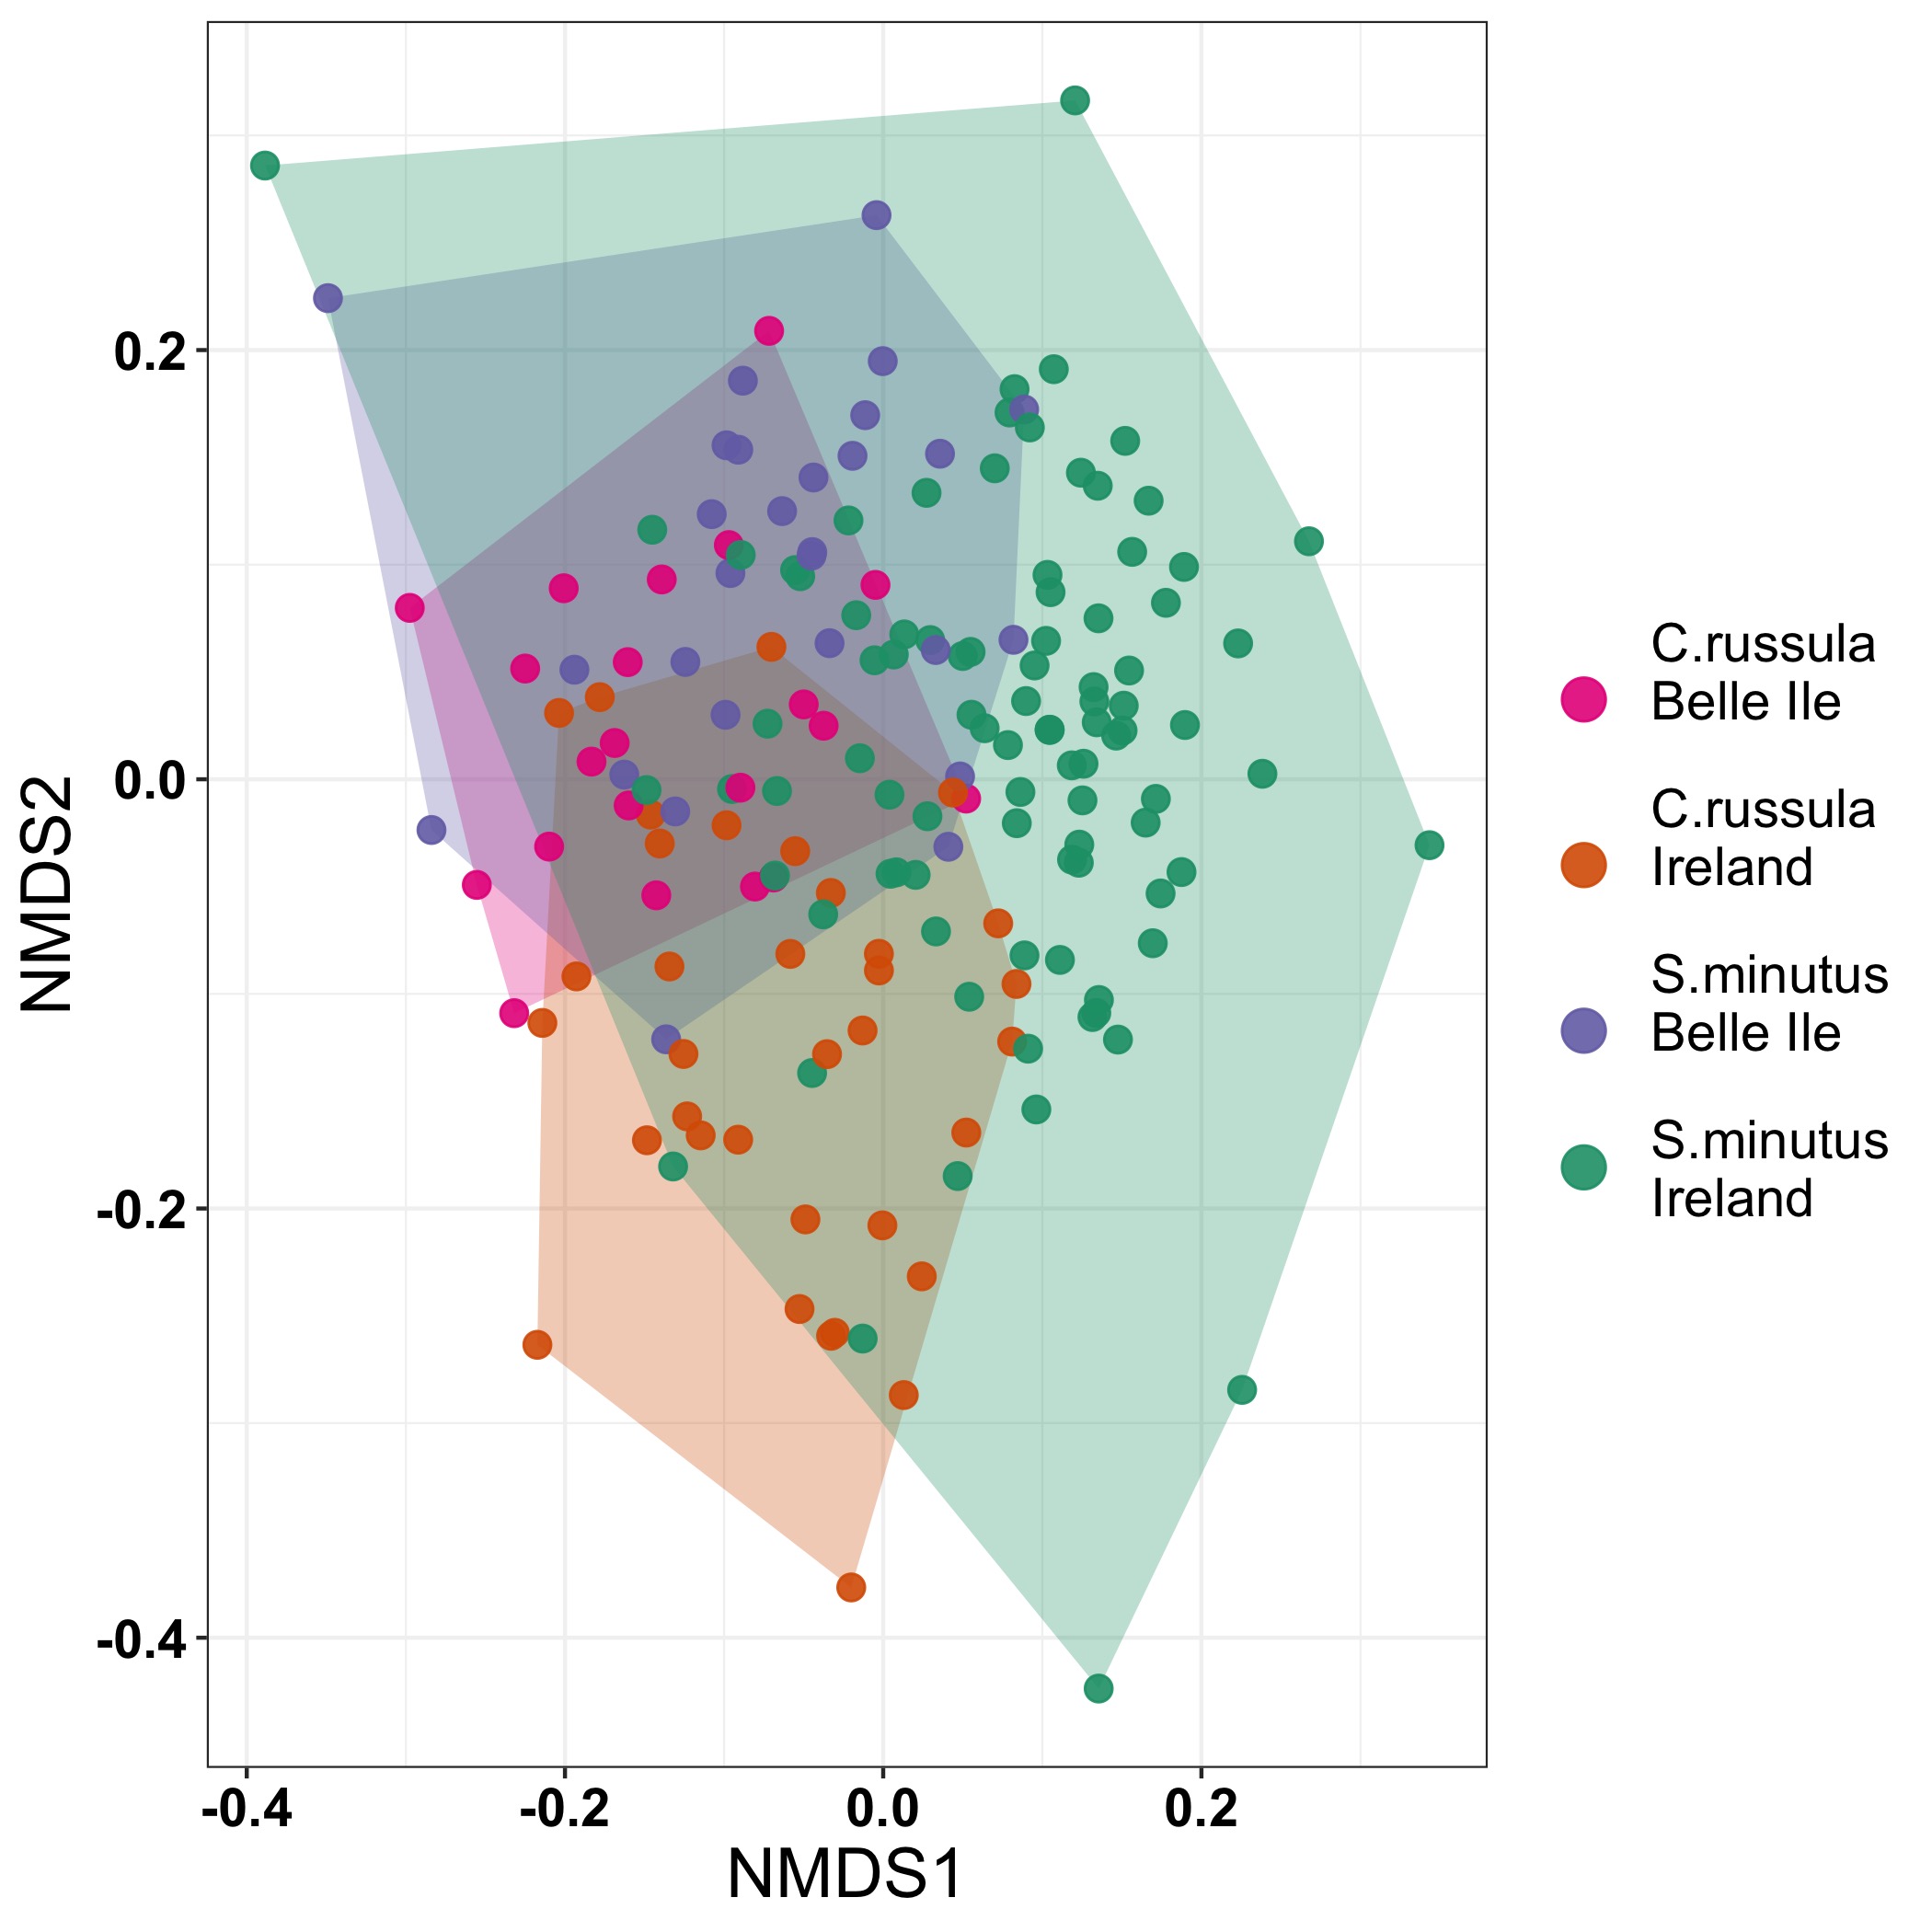 0.2
0.0
-0.2
-0.4
NMDS2
-0.4
-0.2
0.0
0.2
NMDS1
C.russula
Belle Ile
C.russula
Ireland
S.minutus
Belle Ile
S.minutus
Ireland